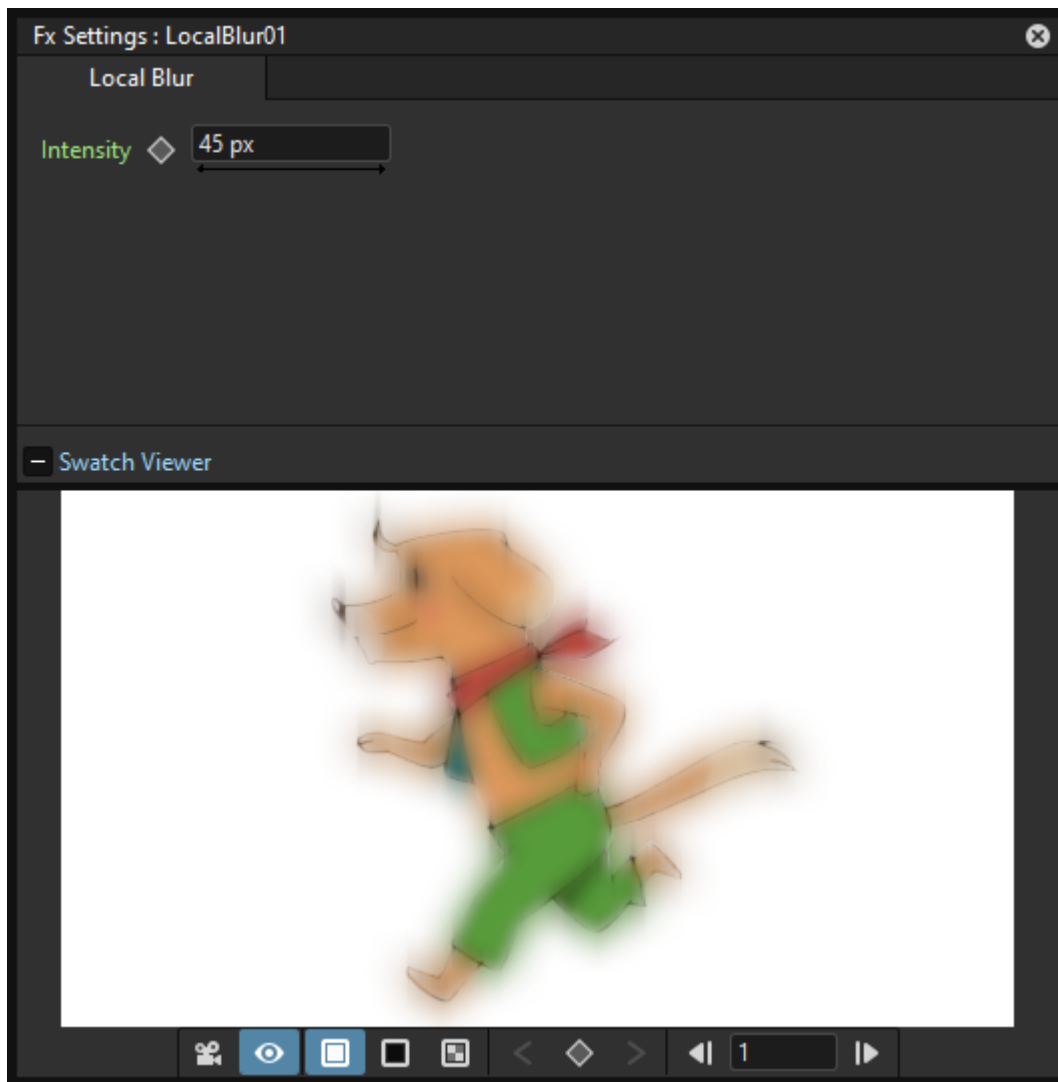 Fx Settings : LocalBlur01
Local Blur
Intensity
45 px
Swatch Viewer
1